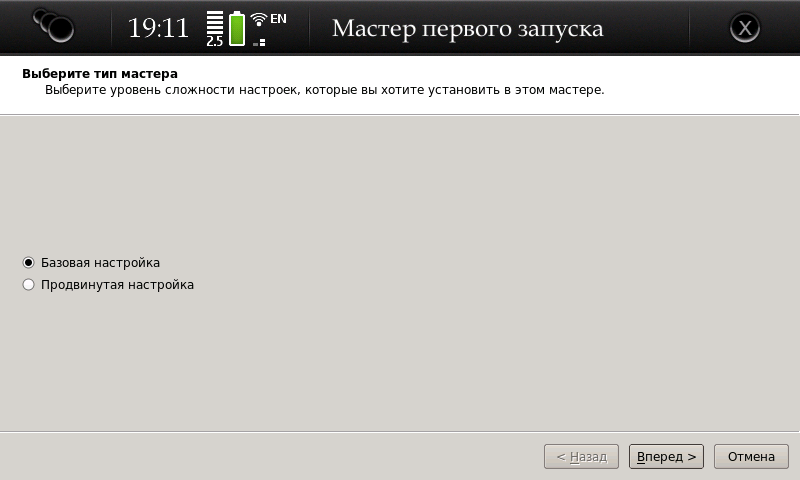 19:11
2.5
EN
Мастер первого запуска
X
Выберите тип мастера
Выберите уровень сложности настроек, которые вы хотите установить в этом мастере.
Базовая настройка
Продвинутая настройка
< Назад
Вперед >
Отмена